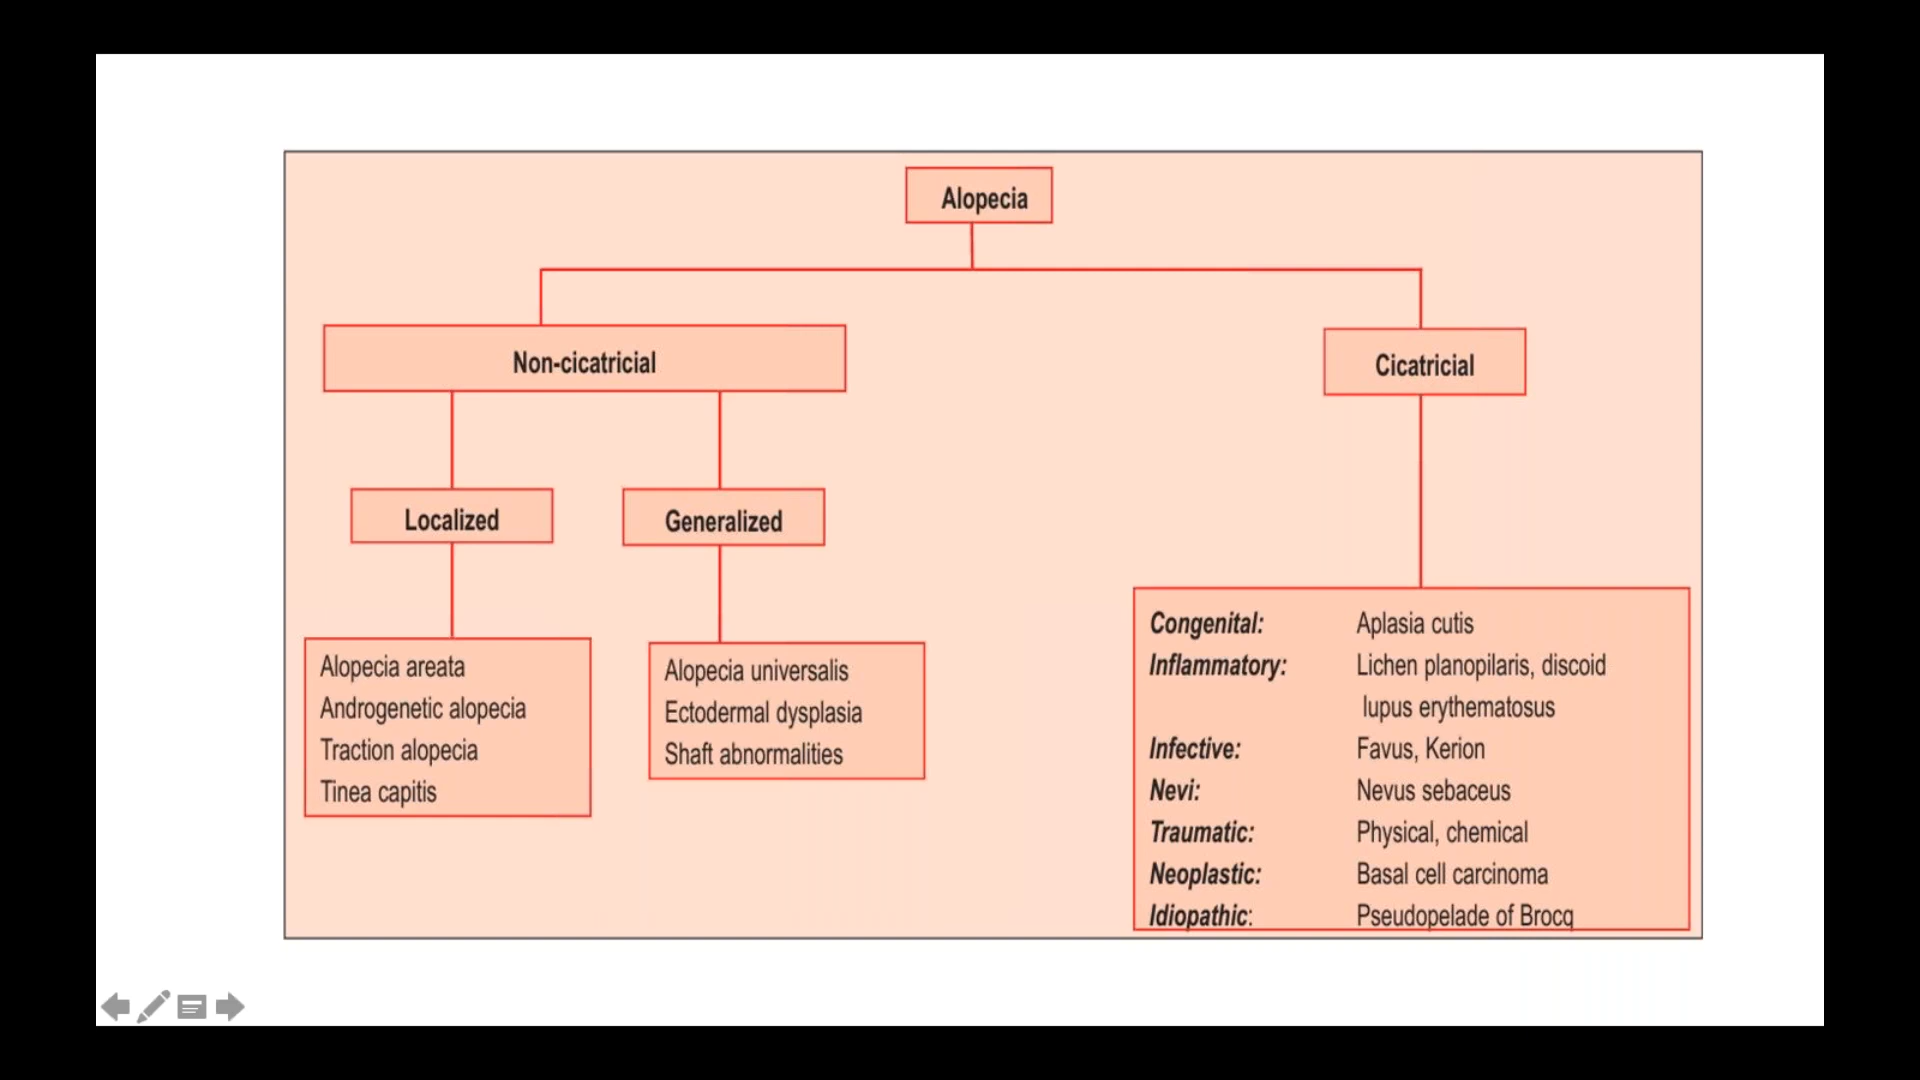 Alopecia
Non-cicatricial
Cicatricial
Localized
Generalized
Alopecia areata
Androgenetic alopecia
Traction alopecia
Tinea capitis
Alopecia universalis
Ectodermal dysplasia
Shaft abnormalities
Congenital: Aplasia cutis
Inflammatory: Lichen planopilaris, discoid
lupus erythematosus
Infective: Favus, Kerion
Nevi: Nevus sebaceus
Traumatic: Physical, chemical
Neoplastic: Basal cell carcinoma
Idiopathic: Pseudopelade of Brocq